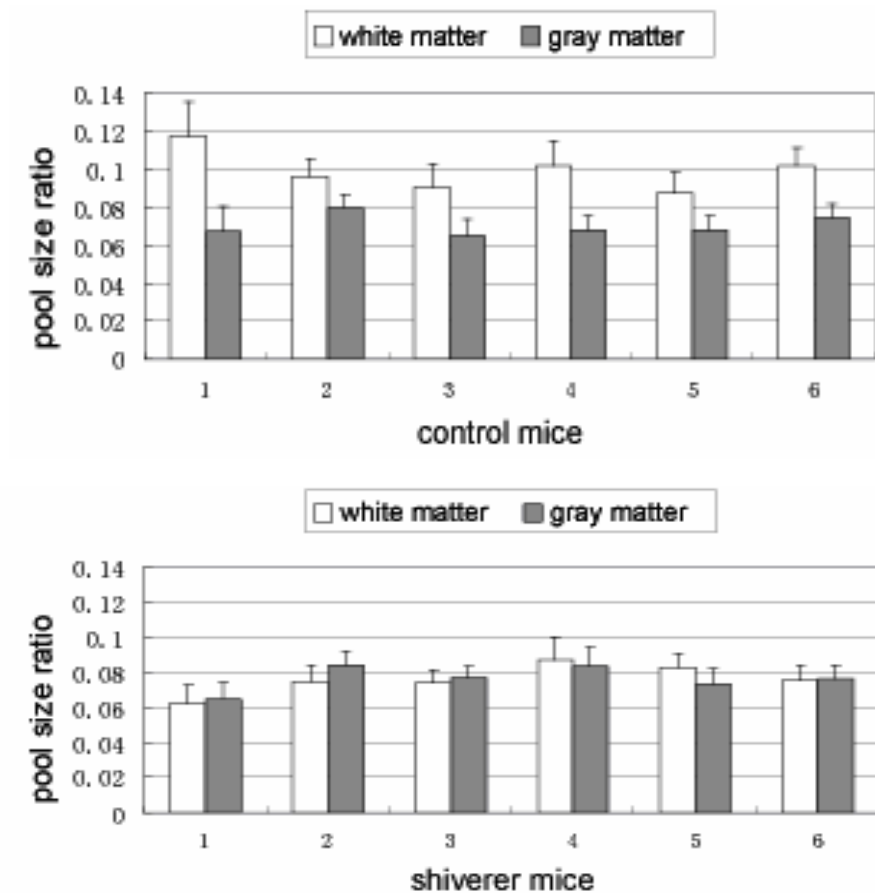 white matter gray matter
0.14
0.12
0.1
0.08
0.06
0.04
0.02
0
pool size ratio
1 2 3 4 5 6
control mice
white matter gray matter
0.14
0.12
0.1
0.08
0.06
0.04
0.02
0
pool size ratio
1 2 3 4 5 6
shiverer mice